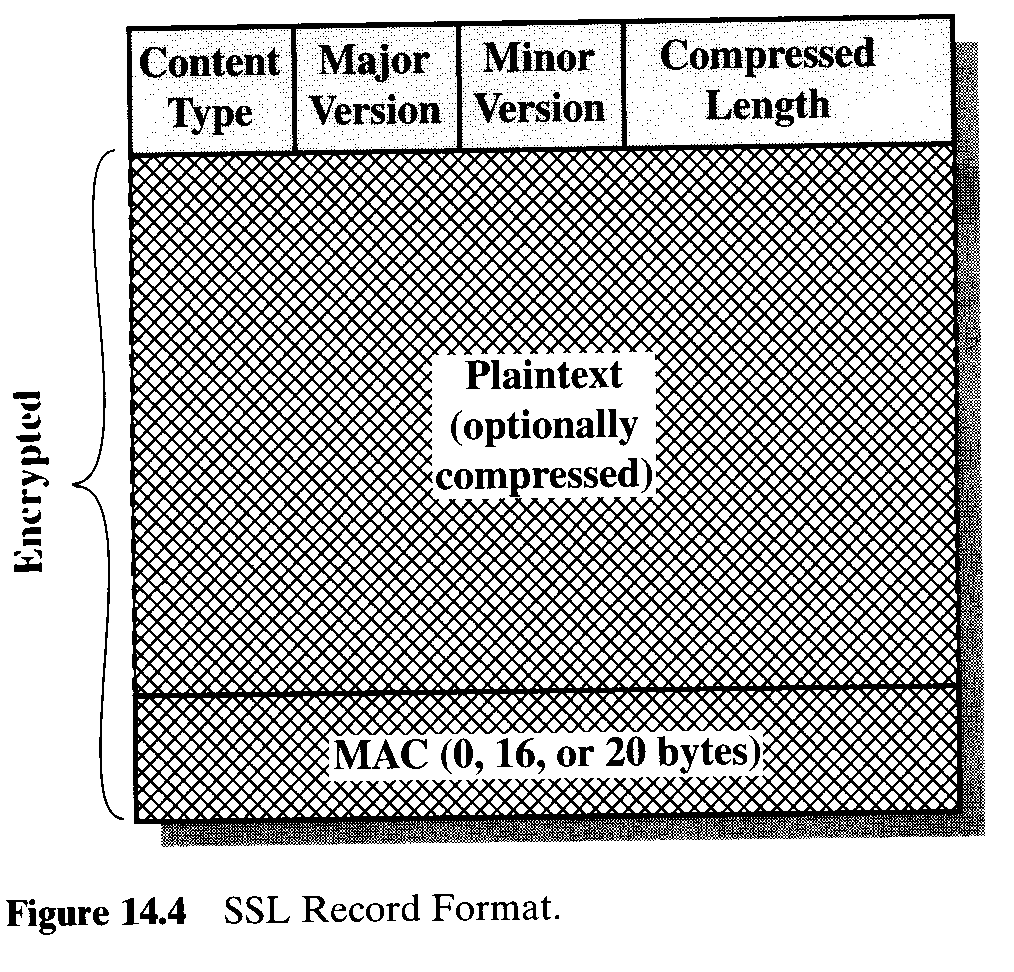 Content
Type
Major
Version
Minor
Version
Compressed
Length
Encrypted
Plaintext
(optionally
compressed)
MAC (0, 16, or 20 bytes)
Figure 14.4 SSL Record Format.